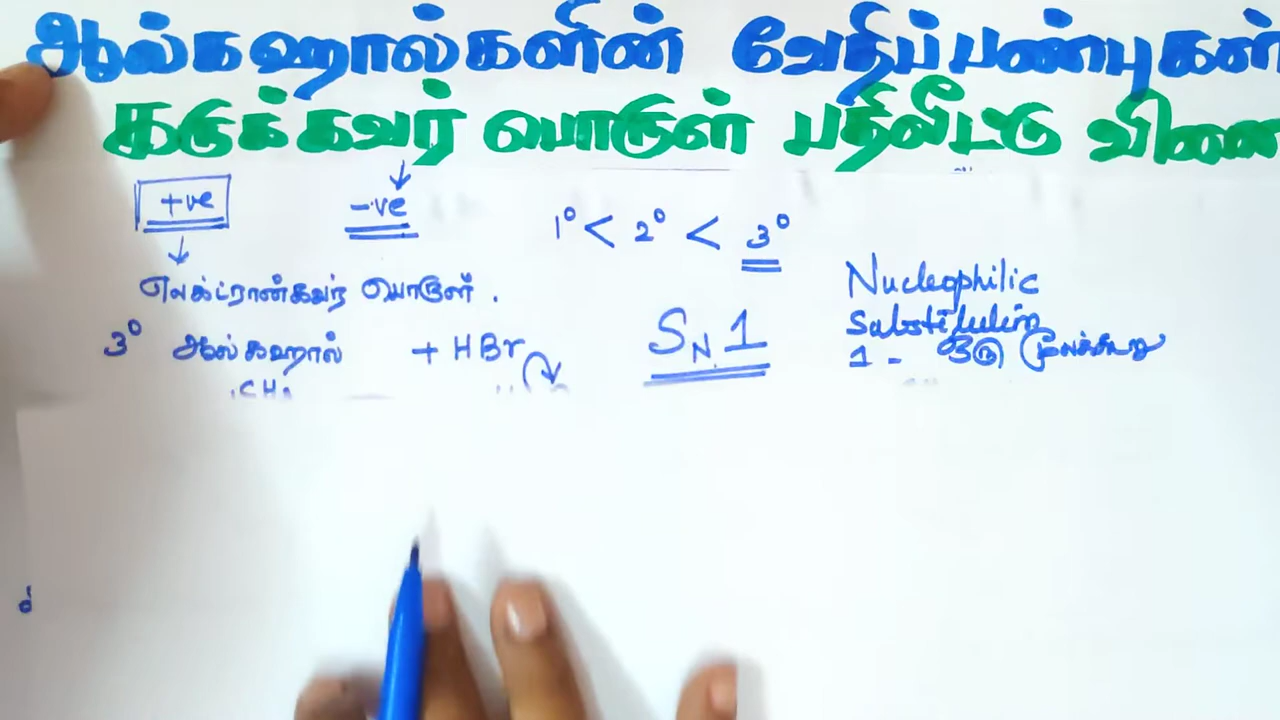 ஆல்கஹால்களின் வேதிப்பண்புகள்
கருக்கவர் பொருள் பதிலீட்டு வினை
+ve
-ve
1° < 2° < 3°
எலக்ட்ரான்கவர் பொருள்.
Nucleophilic
Substitution
1 - ஒரு மூலக்கூறு
3° ஆல்கஹால் + HBr
SN1
CH3